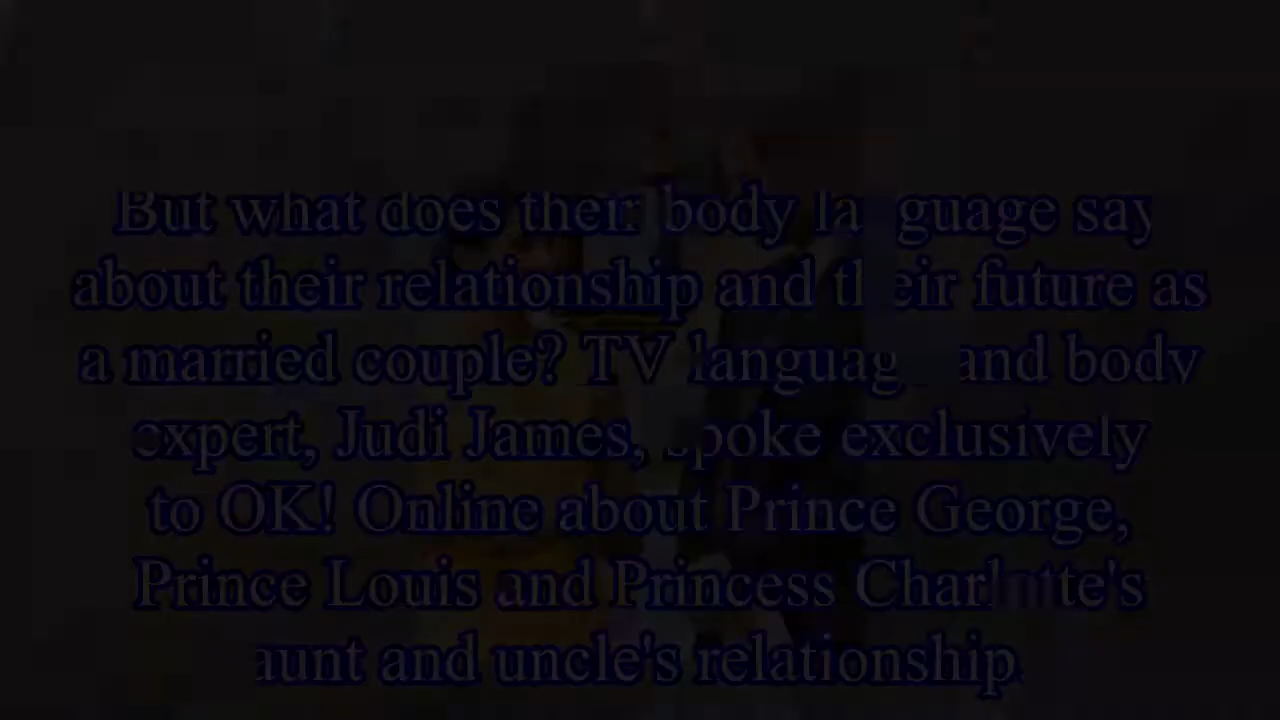 But what does their body language say
about their relationship and their future as
a married couple? TV language and body
expert, Judi James, spoke exclusively
to OK! Online about Prince George,
Prince Louis and Princess Charlotte's
aunt and uncle's relationship